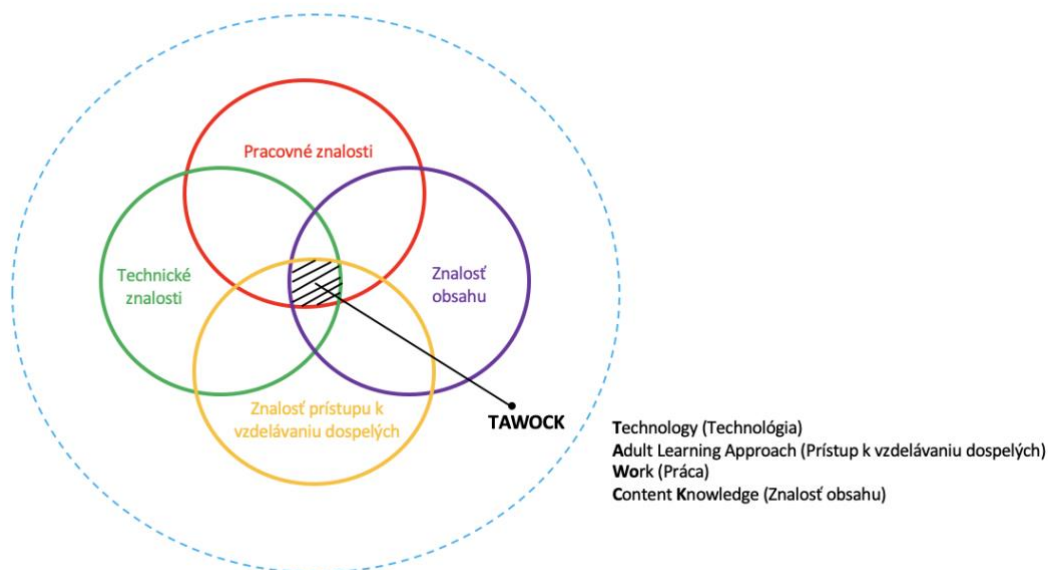 Pracovné znalosti
Technické
znalosti
Znalosť
obsahu
Znalosť prístupu k
vzdelávaniu dospelých
TAWOCK
Technology (Technológia)
Adult Learning Approach (Prístup k vzdelávaniu dospelých)
Work (Práca)
Content Knowledge (Znalosť obsahu)